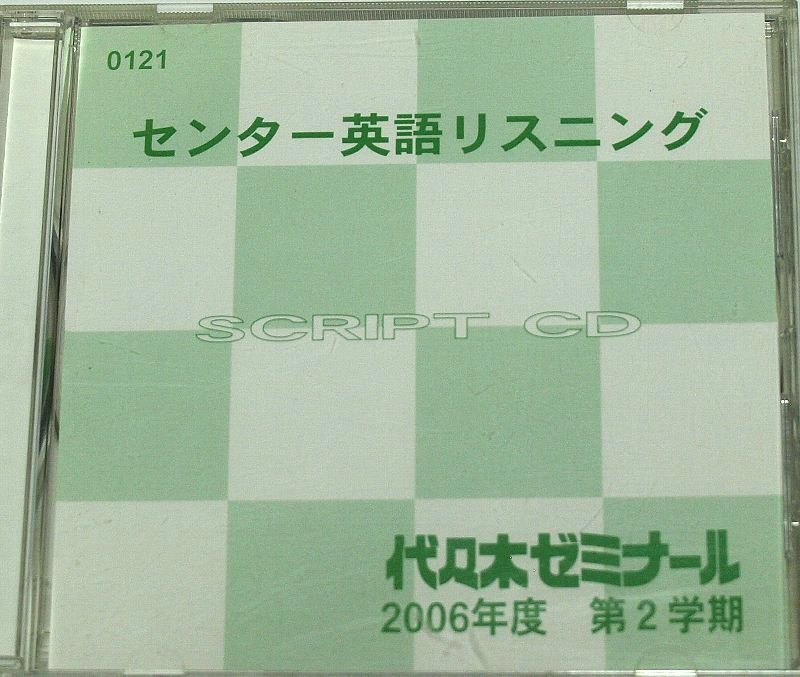 0121
センター英語リスニング
SCRIPT CD
代々木ゼミナール
2006年度　第2学期